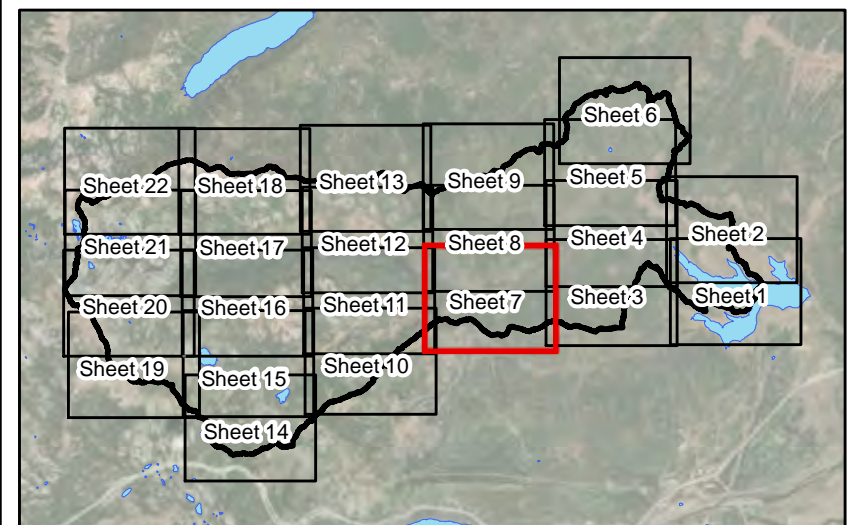 Sheet 6
Sheet 22
Sheet 18
Sheet 13
Sheet 9
Sheet 5
Sheet 21
Sheet 17
Sheet 12
Sheet 8
Sheet 4
Sheet 2
Sheet 20
Sheet 16
Sheet 11
Sheet 7
Sheet 3
Sheet 1
Sheet 19
Sheet 15
Sheet 10
Sheet 14